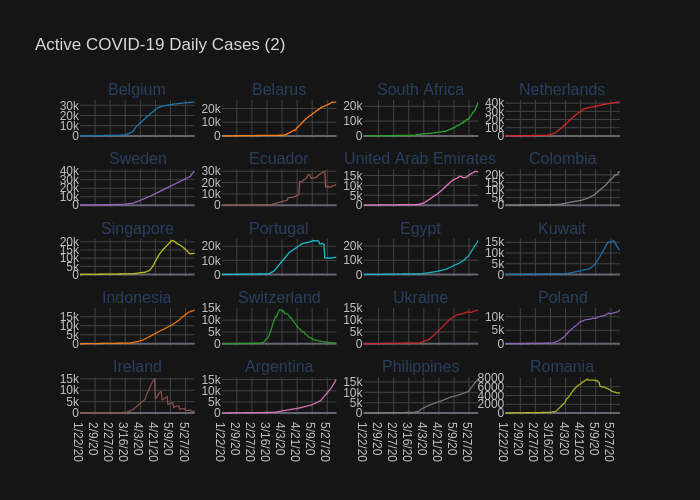 Active COVID-19 Daily Cases (2)
Belgium Belarus South Africa Netherlands
30k 20k 10k 0
20k 10k 0
20k 10k 0
40k 30k 20k 10k 0
Sweden Ecuador United Arab Emirates Colombia
40k 30k 20k 10k 0
30k 20k 10k 0
15k 10k 5k 0
20k 15k 10k 5k 0
Singapore Portugal Egypt Kuwait
20k 15k 10k 5k 0
20k 10k 0
20k 10k 0
15k 10k 5k 0
Indonesia Switzerland Ukraine Poland
15k 10k 5k 0
15k 10k 5k 0
15k 10k 5k 0
10k 5k 0
Ireland Argentina Philippines Romania
15k 10k 5k 0
15k 10k 5k 0
15k 10k 5k 0
8000 6000 4000 2000 0
1/22/20 2/9/20 2/27/20 3/16/20 4/3/20 4/21/20 5/9/20 5/27/20
1/22/20 2/9/20 2/27/20 3/16/20 4/3/20 4/21/20 5/9/20 5/27/20
1/22/20 2/9/20 2/27/20 3/16/20 4/3/20 4/21/20 5/9/20 5/27/20
1/22/20 2/9/20 2/27/20 3/16/20 4/3/20 4/21/20 5/9/20 5/27/20